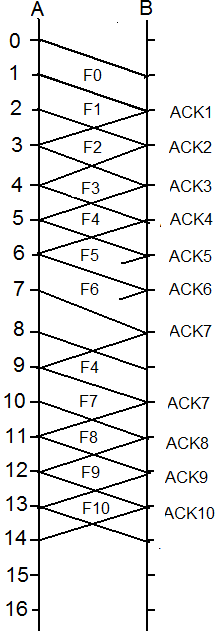 A B
0
1
F0
2 F1 ACK1
3 F2 ACK2
4 F3 ACK3
5 F4 ACK4
6 F5 ACK5
7 F6 ACK6
8 ACK7
9 F4
10 F7 ACK7
11 F8 ACK8
12 F9 ACK9
13 F10 ACK10
14
15
16